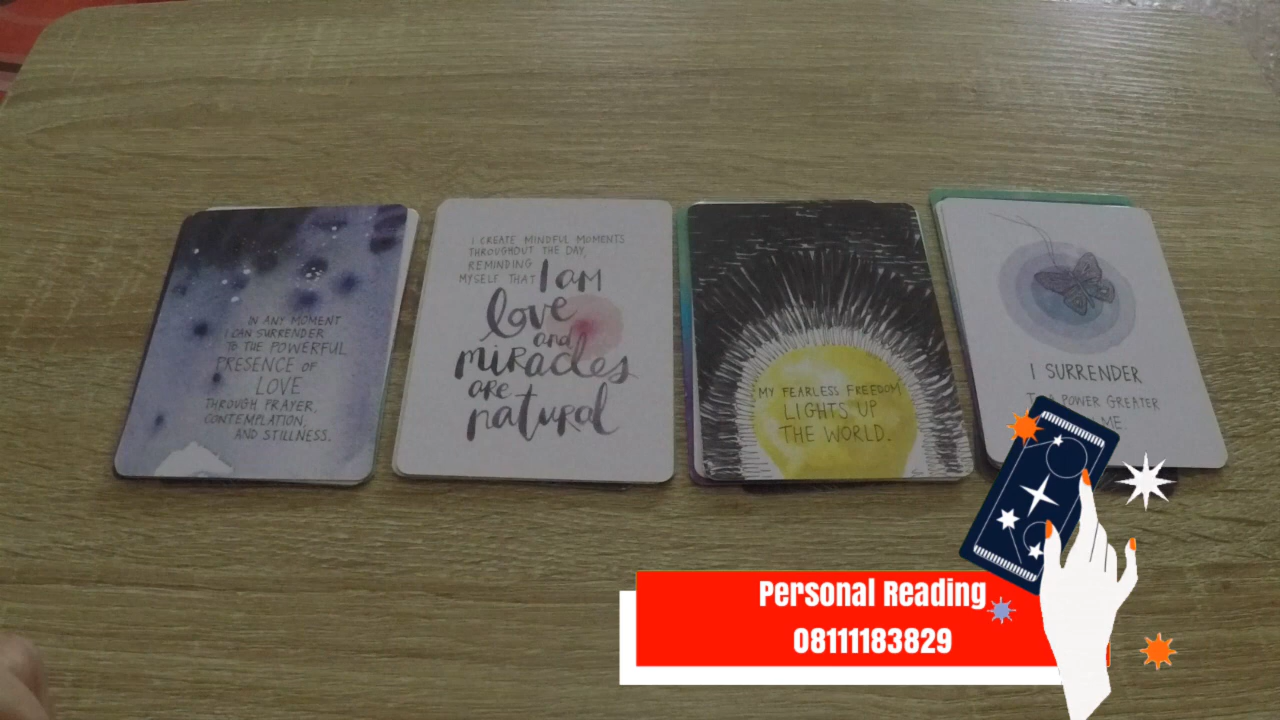 IN ANY MOMENT
I CAN SURRENDER
TO THE POWERFUL
PRESENCE OF
LOVE
THROUGH PRAYER,
CONTEMPLATION,
AND STILLNESS.
I CREATE MINDFUL MOMENTS
THROUGHOUT THE DAY,
REMINDING
MYSELF THAT I am
love
and
miracles
are
natural
MY FEARLESS FREEDOM
LIGHTS UP
THE WORLD.
I SURRENDER
POWER GREATER
ME
Personal Reading
08111183829